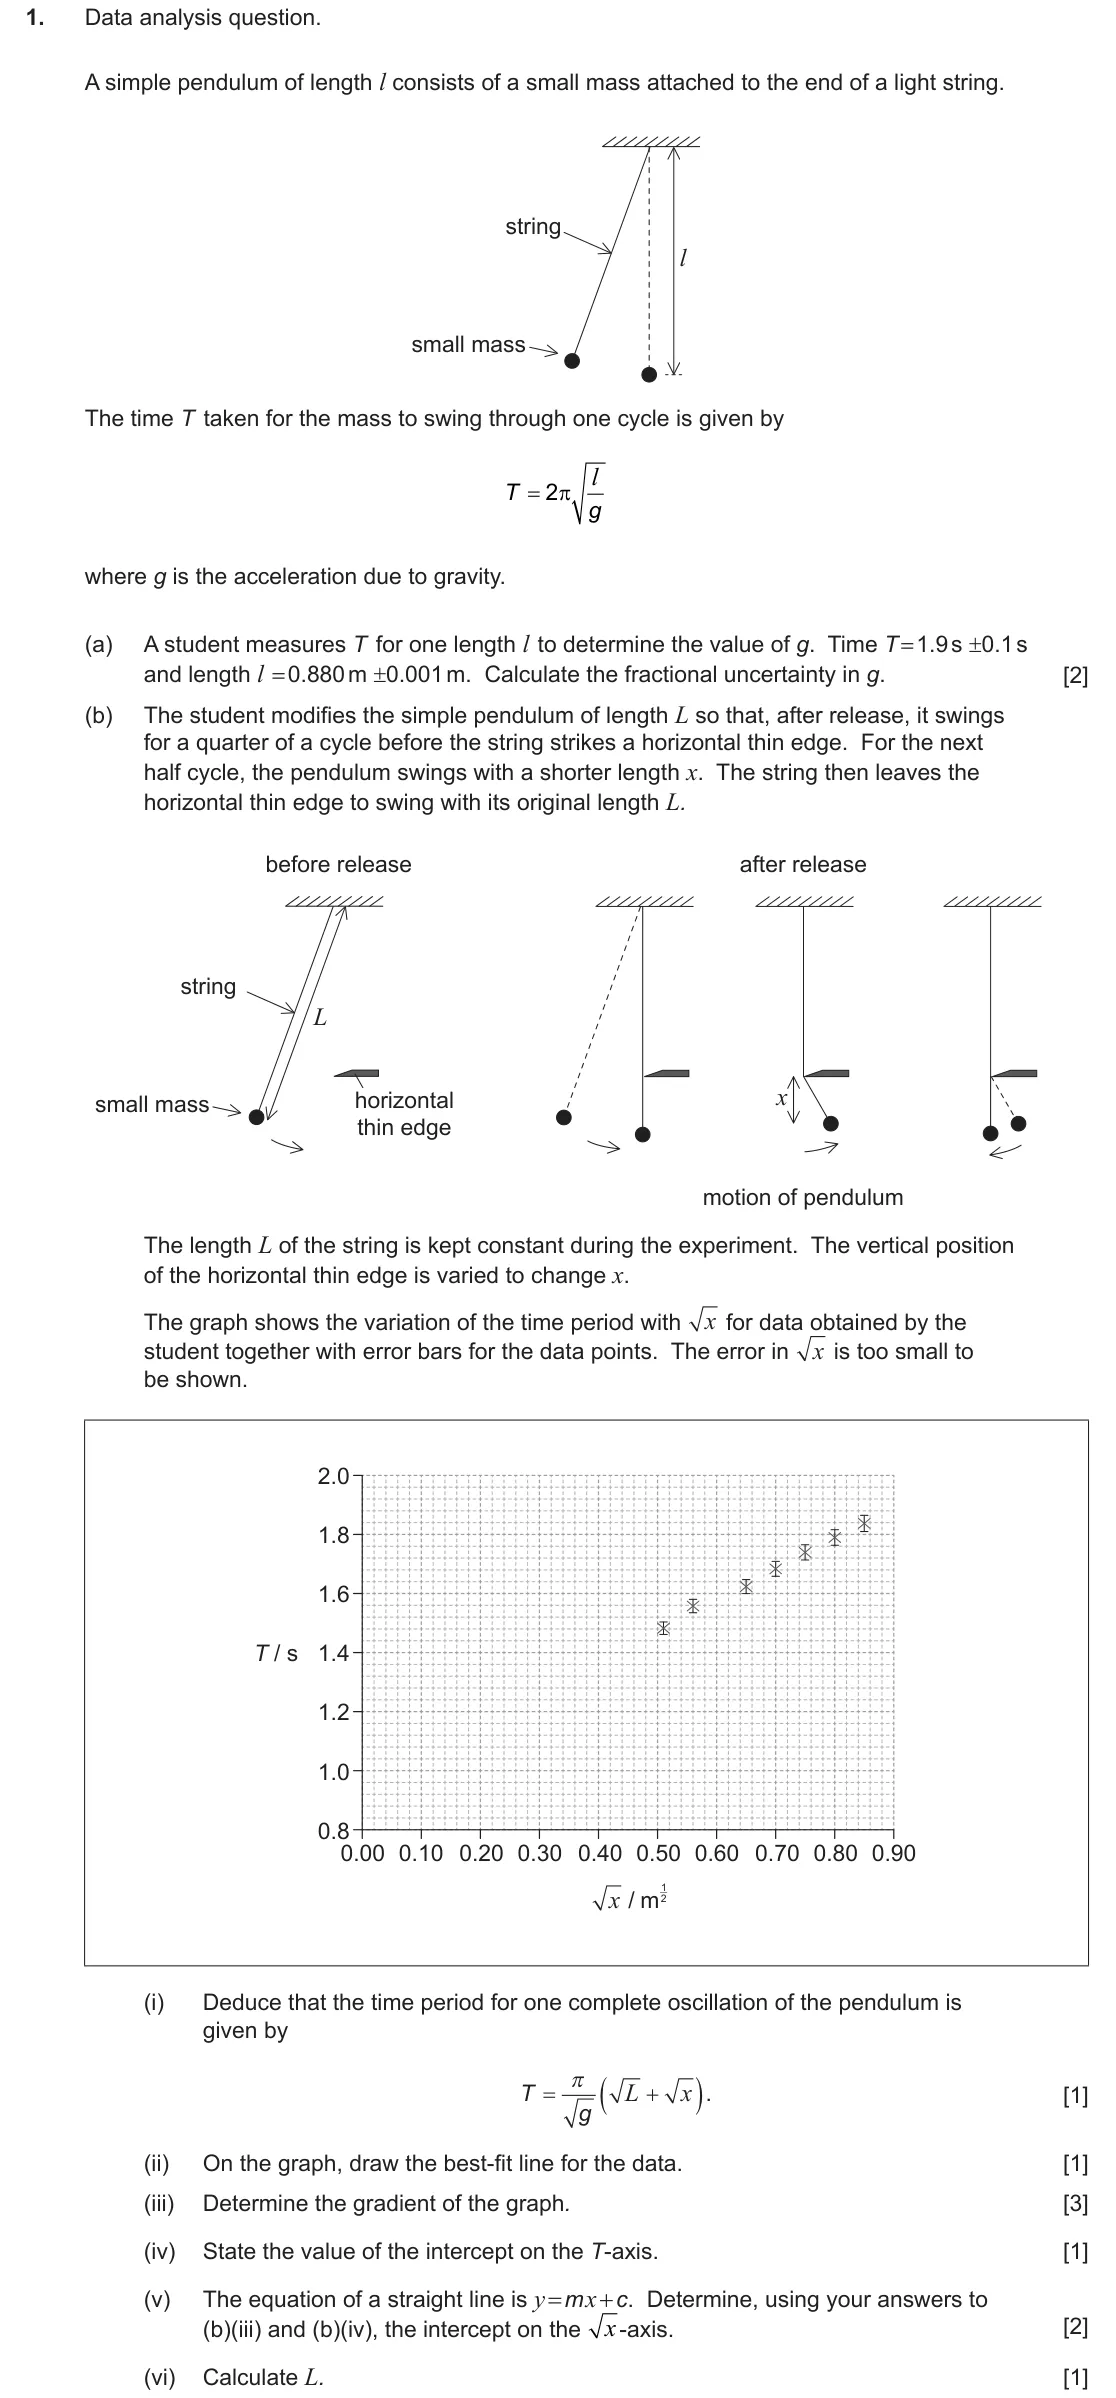 1. Data analysis question.
A simple pendulum of length l consists of a small mass attached to the end of a light string.
string
l
small mass
The time T taken for the mass to swing through one cycle is given by
T = 2π√(l/g)
where g is the acceleration due to gravity.
(a) A student measures T for one length l to determine the value of g. Time T=1.9s ±0.1s
and length l =0.880m ±0.001m. Calculate the fractional uncertainty in g. [2]
(b) The student modifies the simple pendulum of length L so that, after release, it swings
for a quarter of a cycle before the string strikes a horizontal thin edge. For the next
half cycle, the pendulum swings with a shorter length x. The string then leaves the
horizontal thin edge to swing with its original length L.
before release
after release
string
L
small mass
horizontal
thin edge
x
motion of pendulum
The length L of the string is kept constant during the experiment. The vertical position
of the horizontal thin edge is varied to change x.
The graph shows the variation of the time period with √x for data obtained by the
student together with error bars for the data points. The error in √x is too small to
be shown.
2.0
1.8
1.6
T / s 1.4
1.2
1.0
0.8
0.00 0.10 0.20 0.30 0.40 0.50 0.60 0.70 0.80 0.90
√x / m^(1/2)
(i) Deduce that the time period for one complete oscillation of the pendulum is
given by
T = π/√g (√L + √x). [1]
(ii) On the graph, draw the best-fit line for the data. [1]
(iii) Determine the gradient of the graph. [3]
(iv) State the value of the intercept on the T-axis. [1]
(v) The equation of a straight line is y=mx+c. Determine, using your answers to
(b)(iii) and (b)(iv), the intercept on the √x-axis. [2]
(vi) Calculate L. [1]